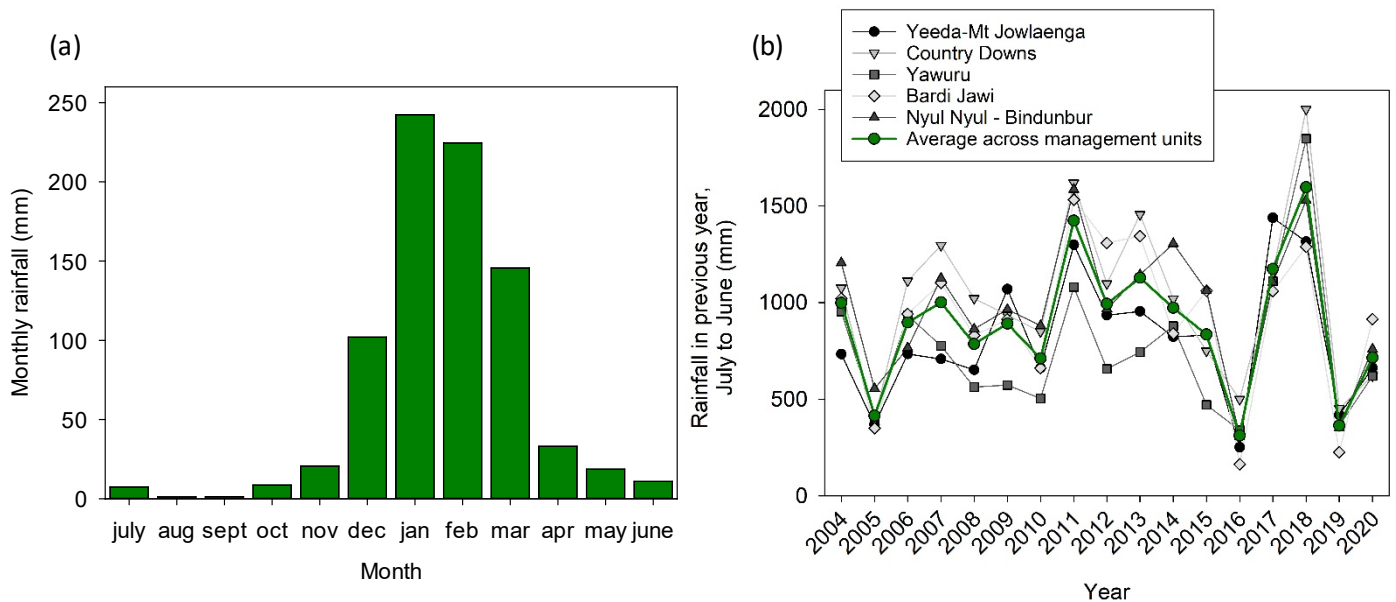 (a)
Monthly rainfall (mm)
250
200
150
100
50
0
july aug sept oct nov dec jan feb mar apr may june
Month
(b)
Yeeda-Mt Jowlaenga
Country Downs
Yawuru
Bardi Jawi
Nyul Nyul - Bindunbur
Average across management units
Rainfall in previous year,
July to June (mm)
2000
1500
1000
500
0
2004 2005 2006 2007 2008 2009 2010 2011 2012 2013 2014 2015 2016 2017 2018 2019 2020
Year